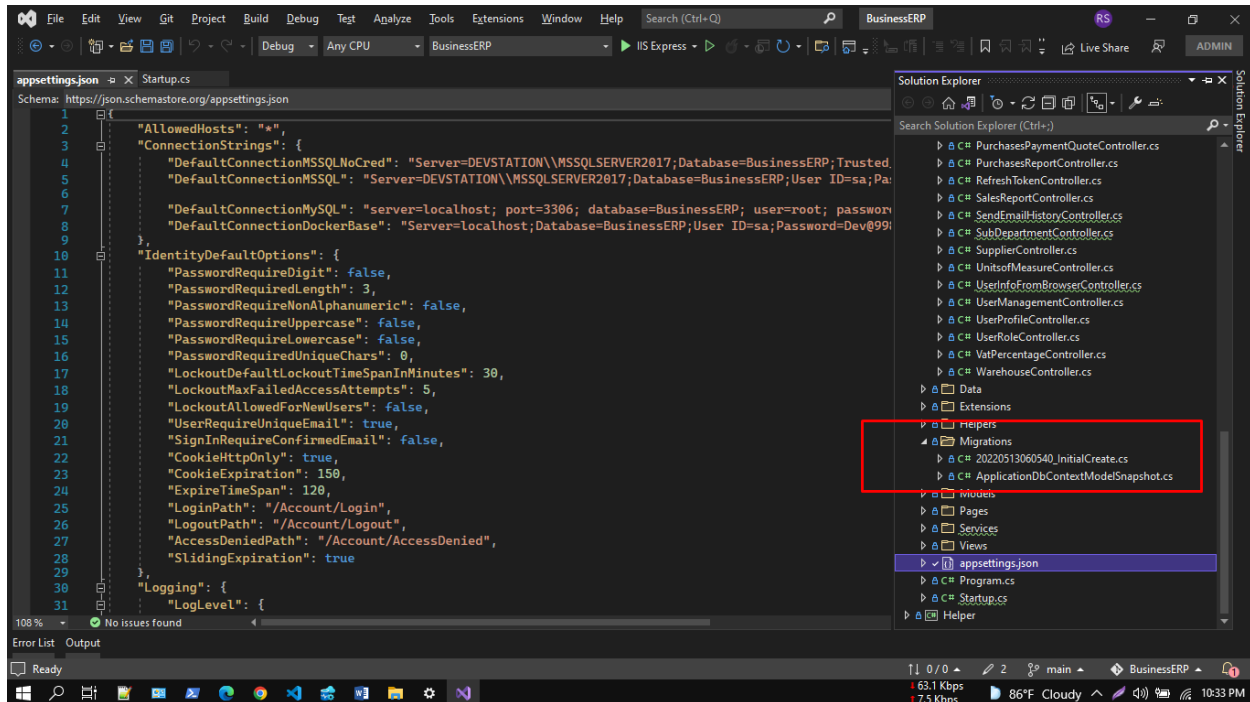 File Edit View Git Project Build Debug Test Analyze Tools Extensions Window Help Search (Ctrl+Q) BusinessERP RS
Debug Any CPU BusinessERP IIS Express Live Share ADMIN
appsettings.json Startup.cs
Schema: https://json.schemastore.org/appsettings.json
1 {
2 "AllowedHosts": "*",
3 "ConnectionStrings": {
4 "DefaultConnectionMSSQLNoCred": "Server=DEVSTATION\\MSSQLSERVER2017;Database=BusinessERP;Trusted_
5 "DefaultConnectionMSSQL": "Server=DEVSTATION\\MSSQLSERVER2017;Database=BusinessERP;User ID=sa;Pa
6
7 "DefaultConnectionMySQL": "server=localhost; port=3306; database=BusinessERP; user=root; password
8 "DefaultConnectionDockerBase": "Server=localhost;Database=BusinessERP;User ID=sa;Password=Dev@99
9 },
10 "IdentityDefaultOptions": {
11 "PasswordRequireDigit": false,
12 "PasswordRequiredLength": 3,
13 "PasswordRequireNonAlphanumeric": false,
14 "PasswordRequireUppercase": false,
15 "PasswordRequireLowercase": false,
16 "PasswordRequiredUniqueChars": 0,
17 "LockoutDefaultLockoutTimeSpanInMinutes": 30,
18 "LockoutMaxFailedAccessAttempts": 5,
19 "LockoutAllowedForNewUsers": false,
20 "UserRequireUniqueEmail": true,
21 "SignInRequireConfirmedEmail": false,
22 "CookieHttpOnly": true,
23 "CookieExpiration": 150,
24 "ExpireTimeSpan": 120,
25 "LoginPath": "/Account/Login",
26 "LogoutPath": "/Account/Logout",
27 "AccessDeniedPath": "/Account/AccessDenied",
28 "SlidingExpiration": true
29 },
30 "Logging": {
31 "LogLevel": {
108 % No issues found
Solution Explorer
Search Solution Explorer (Ctrl+;)
C# PurchasesPaymentQuoteController.cs
C# PurchasesReportController.cs
C# RefreshTokenController.cs
C# SalesReportController.cs
C# SendEmailHistoryController.cs
C# SubDepartmentController.cs
C# SupplierController.cs
C# UnitsofMeasureController.cs
C# UserInfoFromBrowserController.cs
C# UserManagementController.cs
C# UserProfileController.cs
C# UserRoleController.cs
C# VatPercentageController.cs
C# WarehouseController.cs
Data
Extensions
Helpers
Migrations
C# 20220513060540_InitialCreate.cs
C# ApplicationDbContextModelSnapshot.cs
Models
Pages
Services
Views
appsettings.json
C# Program.cs
C# Startup.cs
C# Helper
Solution Explorer
Error List Output
Ready 0 / 0 2 main BusinessERP 1
63.1 Kbps
7.5 Kbps
86°F Cloudy 10:33 PM